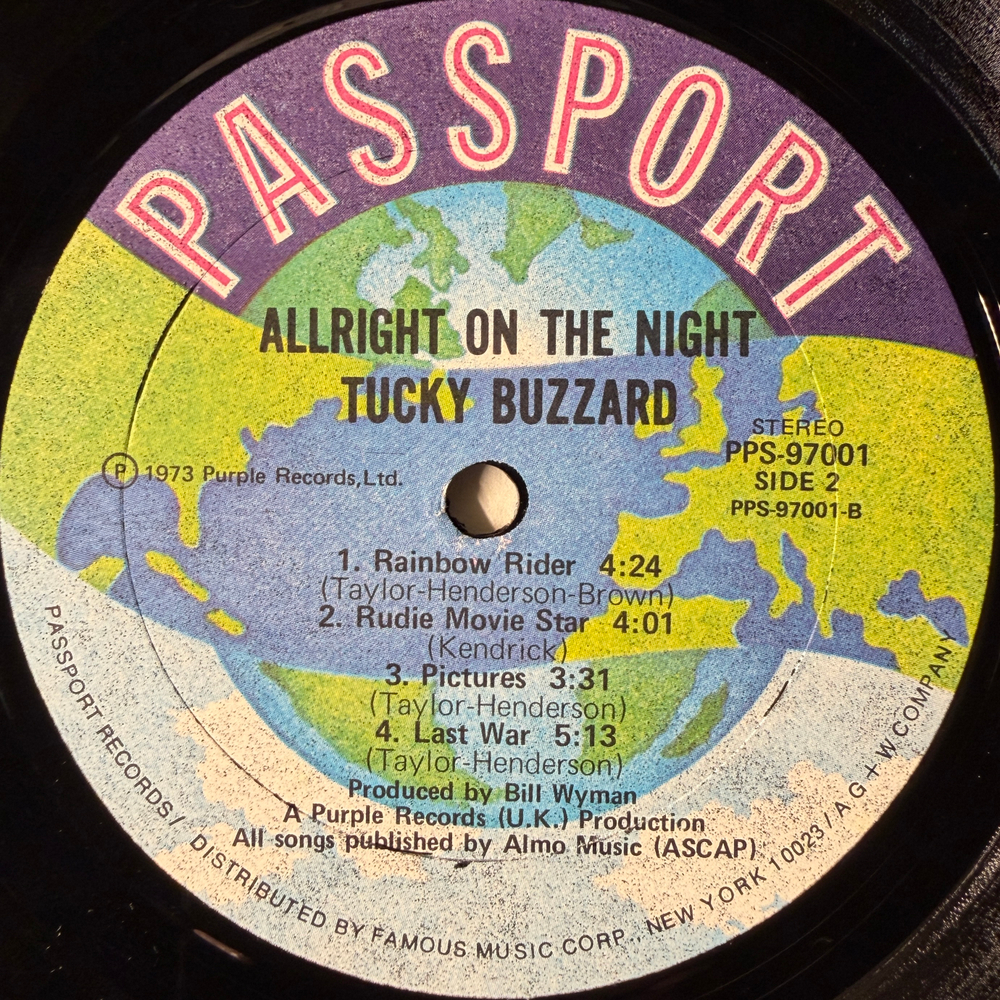 PASSPORT
ALLRIGHT ON THE NIGHT
TUCKY BUZZARD
STEREO
PPS-97001
SIDE 2
PPS-97001-B
Ⓟ 1973 Purple Records,Ltd.
1. Rainbow Rider 4:24
(Taylor-Henderson-Brown)
2. Rudie Movie Star 4:01
(Kendrick)
3. Pictures 3:31
(Taylor-Henderson)
4. Last War 5:13
(Taylor-Henderson)
Produced by Bill Wyman
A Purple Records (U.K.) Production
All songs published by Almo Music (ASCAP)
PASSPORT RECORDS/ DISTRIBUTED BY FAMOUS MUSIC CORP., NEW YORK 10023/ A G+W COMPANY